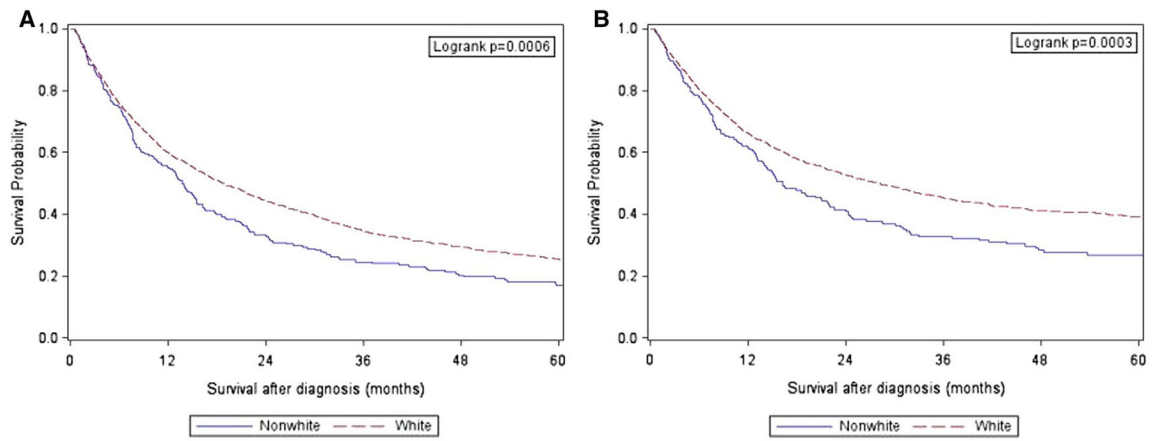 A
Logrank p=0.0006
1.0
0.8
0.6
0.4
0.2
0.0
Survival Probability
0 12 24 36 48 60
Survival after diagnosis (months)
Nonwhite White
B
Logrank p=0.0003
1.0
0.8
0.6
0.4
0.2
0.0
Survival Probability
0 12 24 36 48 60
Survival after diagnosis (months)
Nonwhite White